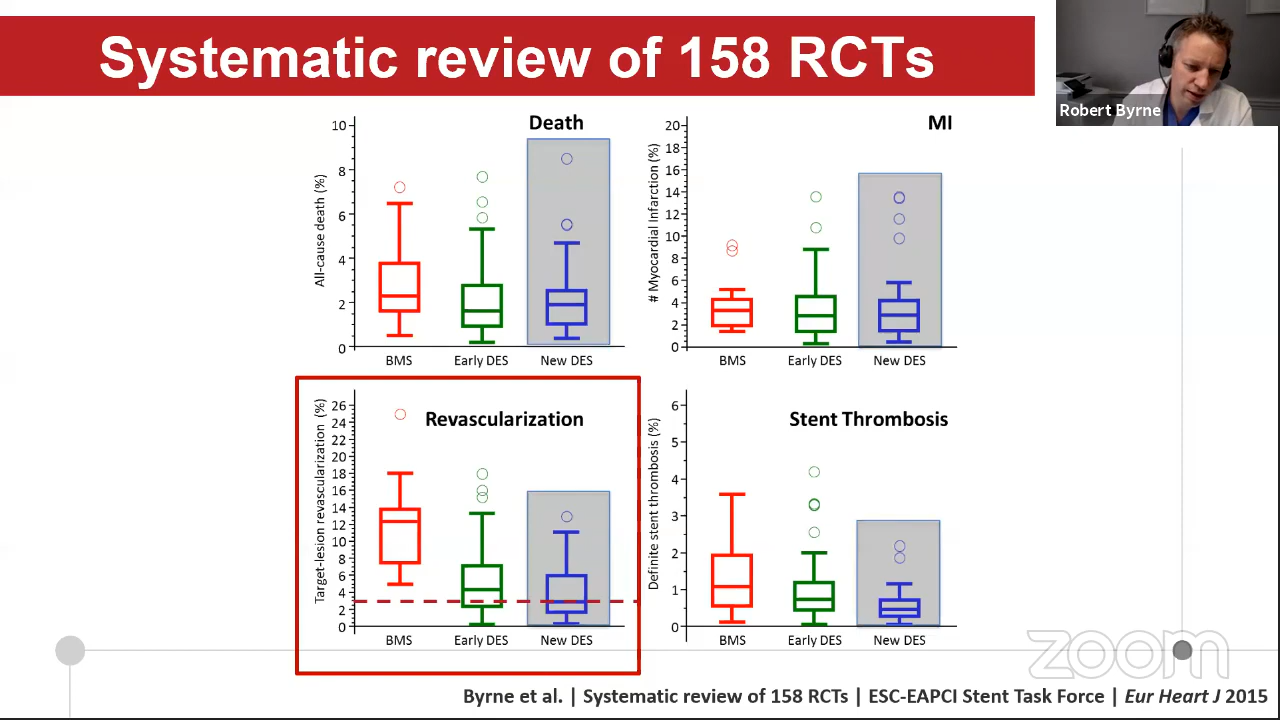 Systematic review of 158 RCTs
Robert Byrne
Death
All-cause death (%)
10
8
6
4
2
0
BMS
Early DES
New DES
MI
# Myocardial Infarction (%)
20
18
16
14
12
10
8
6
4
2
0
BMS
Early DES
New DES
Revascularization
Target-lesion revascularization (%)
26
24
22
20
18
16
14
12
10
8
6
4
2
0
BMS
Early DES
New DES
Stent Thrombosis
Definite stent thrombosis (%)
6
5
4
3
2
1
0
BMS
Early DES
New DES
zoom
Byrne et al. | Systematic review of 158 RCTs | ESC-EAPCI Stent Task Force | Eur Heart J 2015